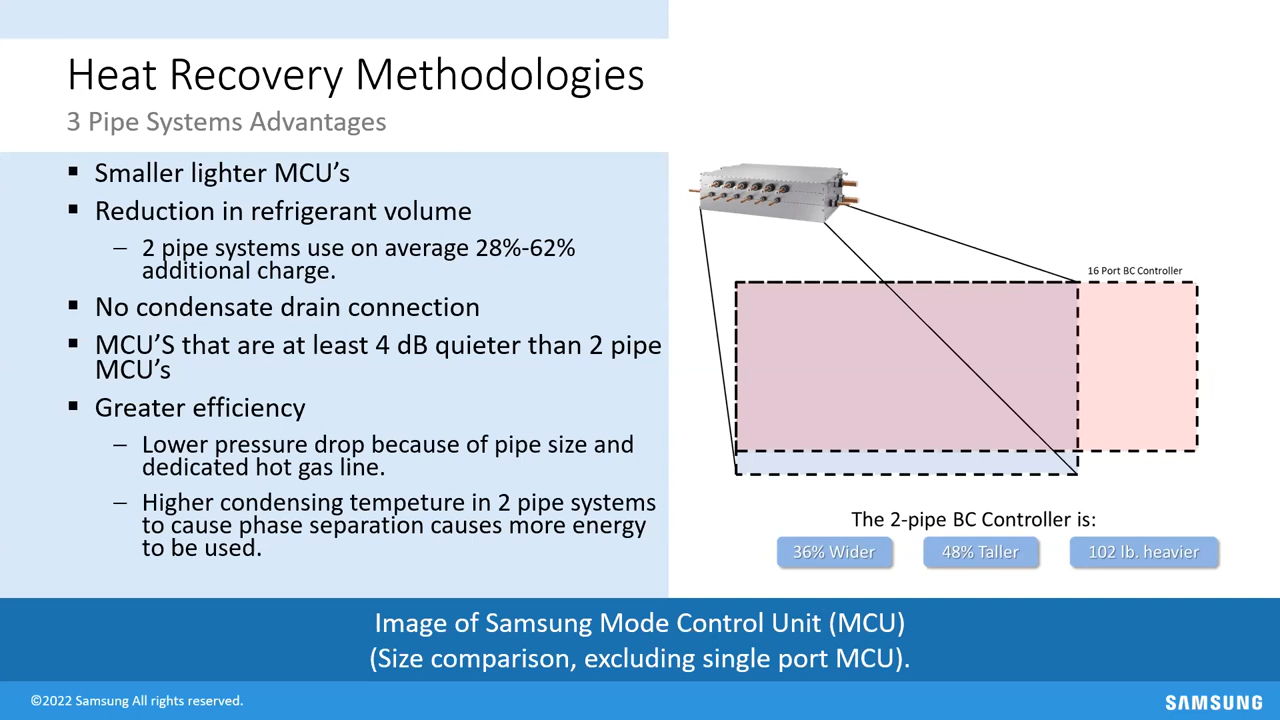 Heat Recovery Methodologies
3 Pipe Systems Advantages
▪ Smaller lighter MCU’s
▪ Reduction in refrigerant volume
– 2 pipe systems use on average 28%-62%
additional charge.
▪ No condensate drain connection
▪ MCU’S that are at least 4 dB quieter than 2 pipe
MCU’s
▪ Greater efficiency
– Lower pressure drop because of pipe size and
dedicated hot gas line.
– Higher condensing tempeture in 2 pipe systems
to cause phase separation causes more energy
to be used.
16 Port BC Controller
The 2-pipe BC Controller is:
36% Wider
48% Taller
102 lb. heavier
Image of Samsung Mode Control Unit (MCU)
(Size comparison, excluding single port MCU).
©2022 Samsung All rights reserved.
SAMSUNG